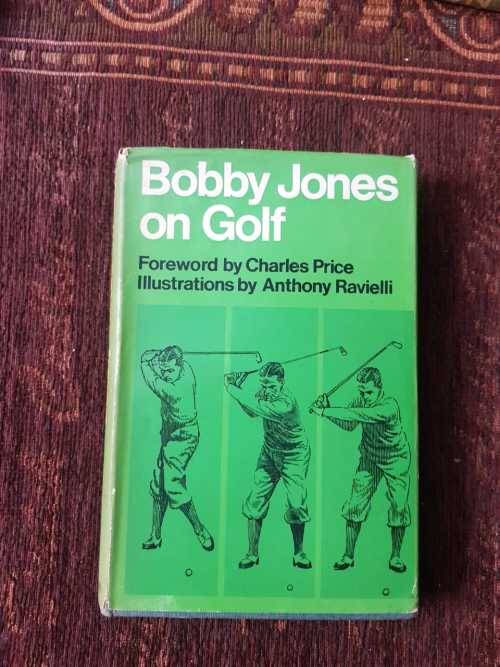 Bobby Jones
on Golf
Foreword by Charles Price
Illustrations by Anthony Ravielli